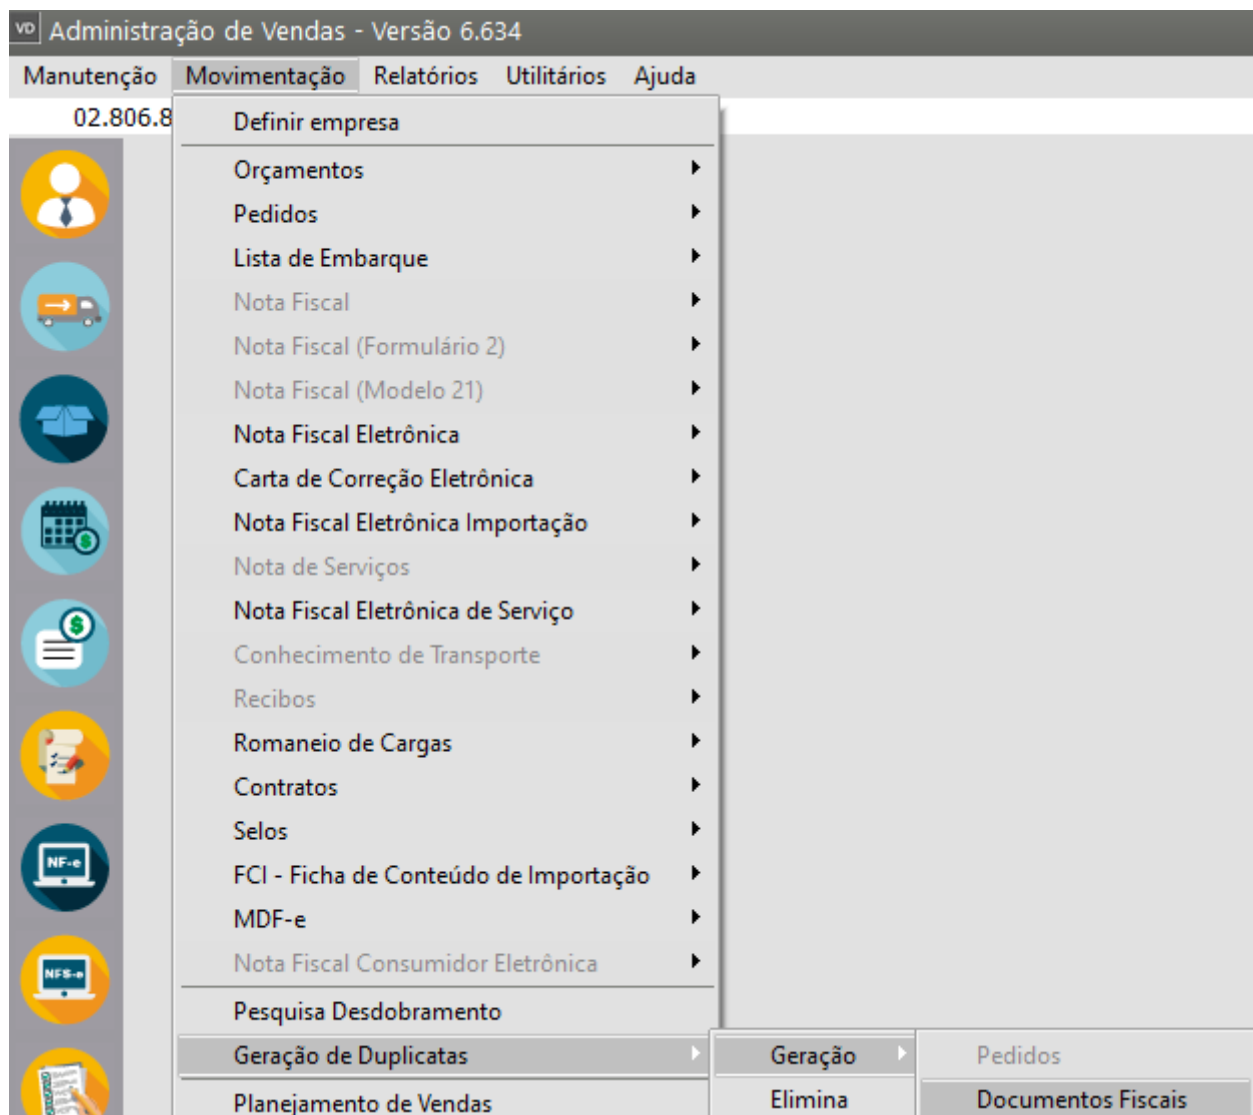 VD Administração de Vendas - Versão 6.634
Manutenção Movimentação Relatórios Utilitários Ajuda
02.806.8
Definir empresa
Orçamentos
Pedidos
Lista de Embarque
Nota Fiscal
Nota Fiscal (Formulário 2)
Nota Fiscal (Modelo 21)
Nota Fiscal Eletrônica
Carta de Correção Eletrônica
Nota Fiscal Eletrônica Importação
Nota de Serviços
Nota Fiscal Eletrônica de Serviço
Conhecimento de Transporte
Recibos
Romaneio de Cargas
Contratos
Selos
NF-e
FCI - Ficha de Conteúdo de Importação
MDF-e
Nota Fiscal Consumidor Eletrônica
NFS-e
Pesquisa Desdobramento
Geração de Duplicatas Geração Pedidos
Planejamento de Vendas Elimina Documentos Fiscais